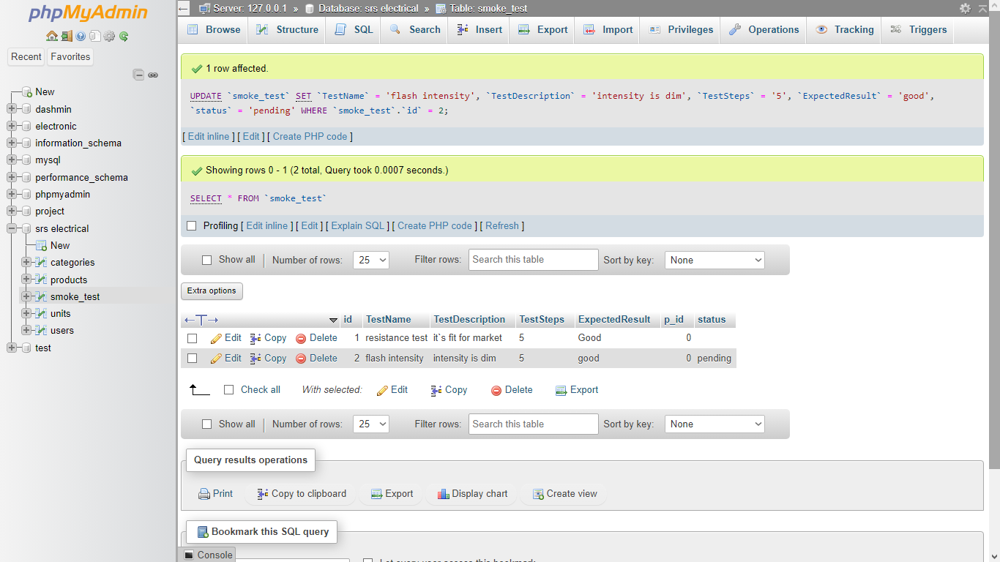 phpMyAdmin
Recent Favorites
New
dashmin
electronic
information_schema
mysql
performance_schema
phpmyadmin
project
srs electrical
New
categories
products
smoke_test
units
users
test
Server: 127.0.0.1 » Database: srs electrical » Table: smoke_test
Browse Structure SQL Search Insert Export Import Privileges Operations Tracking Triggers
1 row affected.
UPDATE `smoke_test` SET `TestName` = 'flash intensity', `TestDescription` = 'intensity is dim', `TestSteps` = '5', `ExpectedResult` = 'good',
`status` = 'pending' WHERE `smoke_test`.`id` = 2;
[ Edit inline ] [ Edit ] [ Create PHP code ]
Showing rows 0 - 1 (2 total, Query took 0.0007 seconds.)
SELECT * FROM `smoke_test`
Profiling [ Edit inline ] [ Edit ] [ Explain SQL ] [ Create PHP code ] [ Refresh ]
Show all Number of rows: 25 Filter rows: Search this table Sort by key: None
Extra options
←T→ id TestName TestDescription TestSteps ExpectedResult p_id status
Edit Copy Delete 1 resistance test it`s fit for market 5 Good 0
Edit Copy Delete 2 flash intensity intensity is dim 5 good 0 pending
Check all With selected: Edit Copy Delete Export
Show all Number of rows: 25 Filter rows: Search this table Sort by key: None
Query results operations
Print Copy to clipboard Export Display chart Create view
Bookmark this SQL query
Console
Let every user access this bookmark